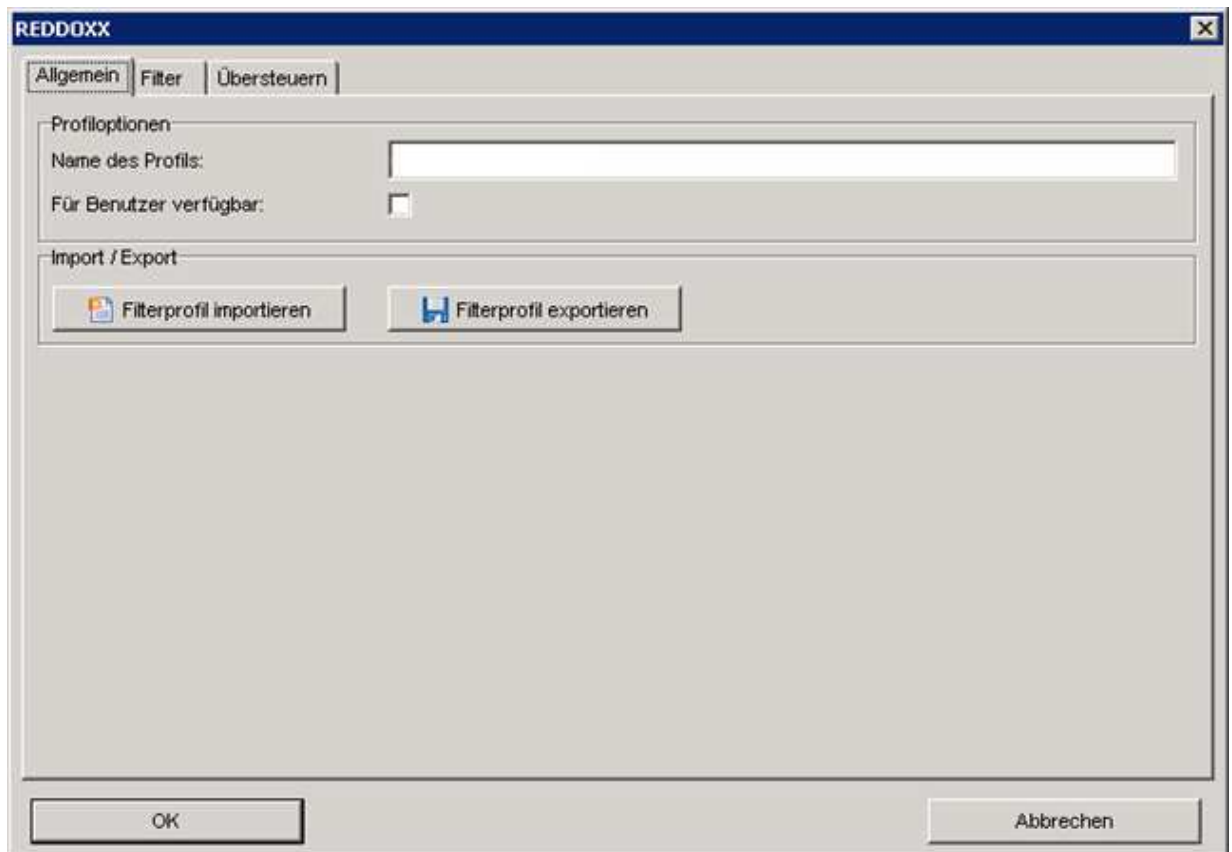 REDDOXX
Allgemein Filter Übersteuern
Profiloptionen
Name des Profils:
Für Benutzer verfügbar:
Import / Export
Filterprofil importieren Filterprofil exportieren
OK Abbrechen